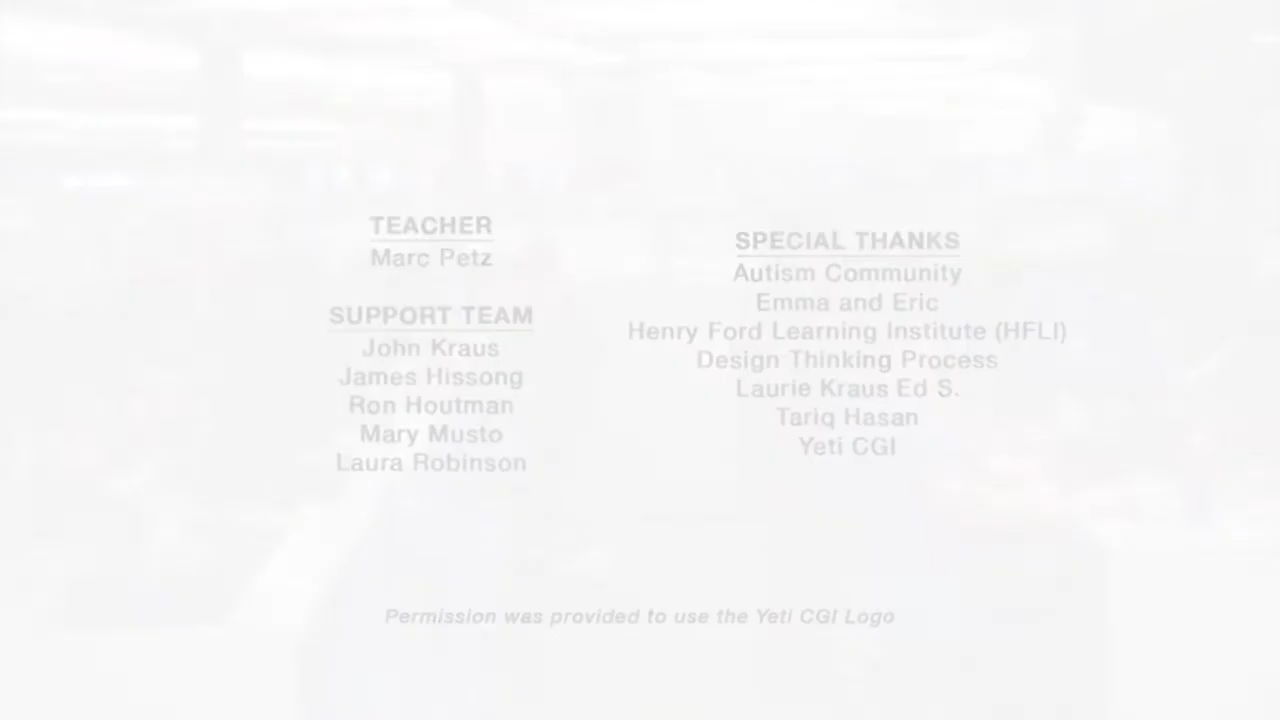 TEACHER
Marc Petz
SUPPORT TEAM
John Kraus
James Hissong
Ron Houtman
Mary Musto
Laura Robinson
SPECIAL THANKS
Autism Community
Emma and Eric
Henry Ford Learning Institute (HFLI)
Design Thinking Process
Laurie Kraus Ed S.
Tariq Hasan
Yeti CGI
Permission was provided to use the Yeti CGI Logo